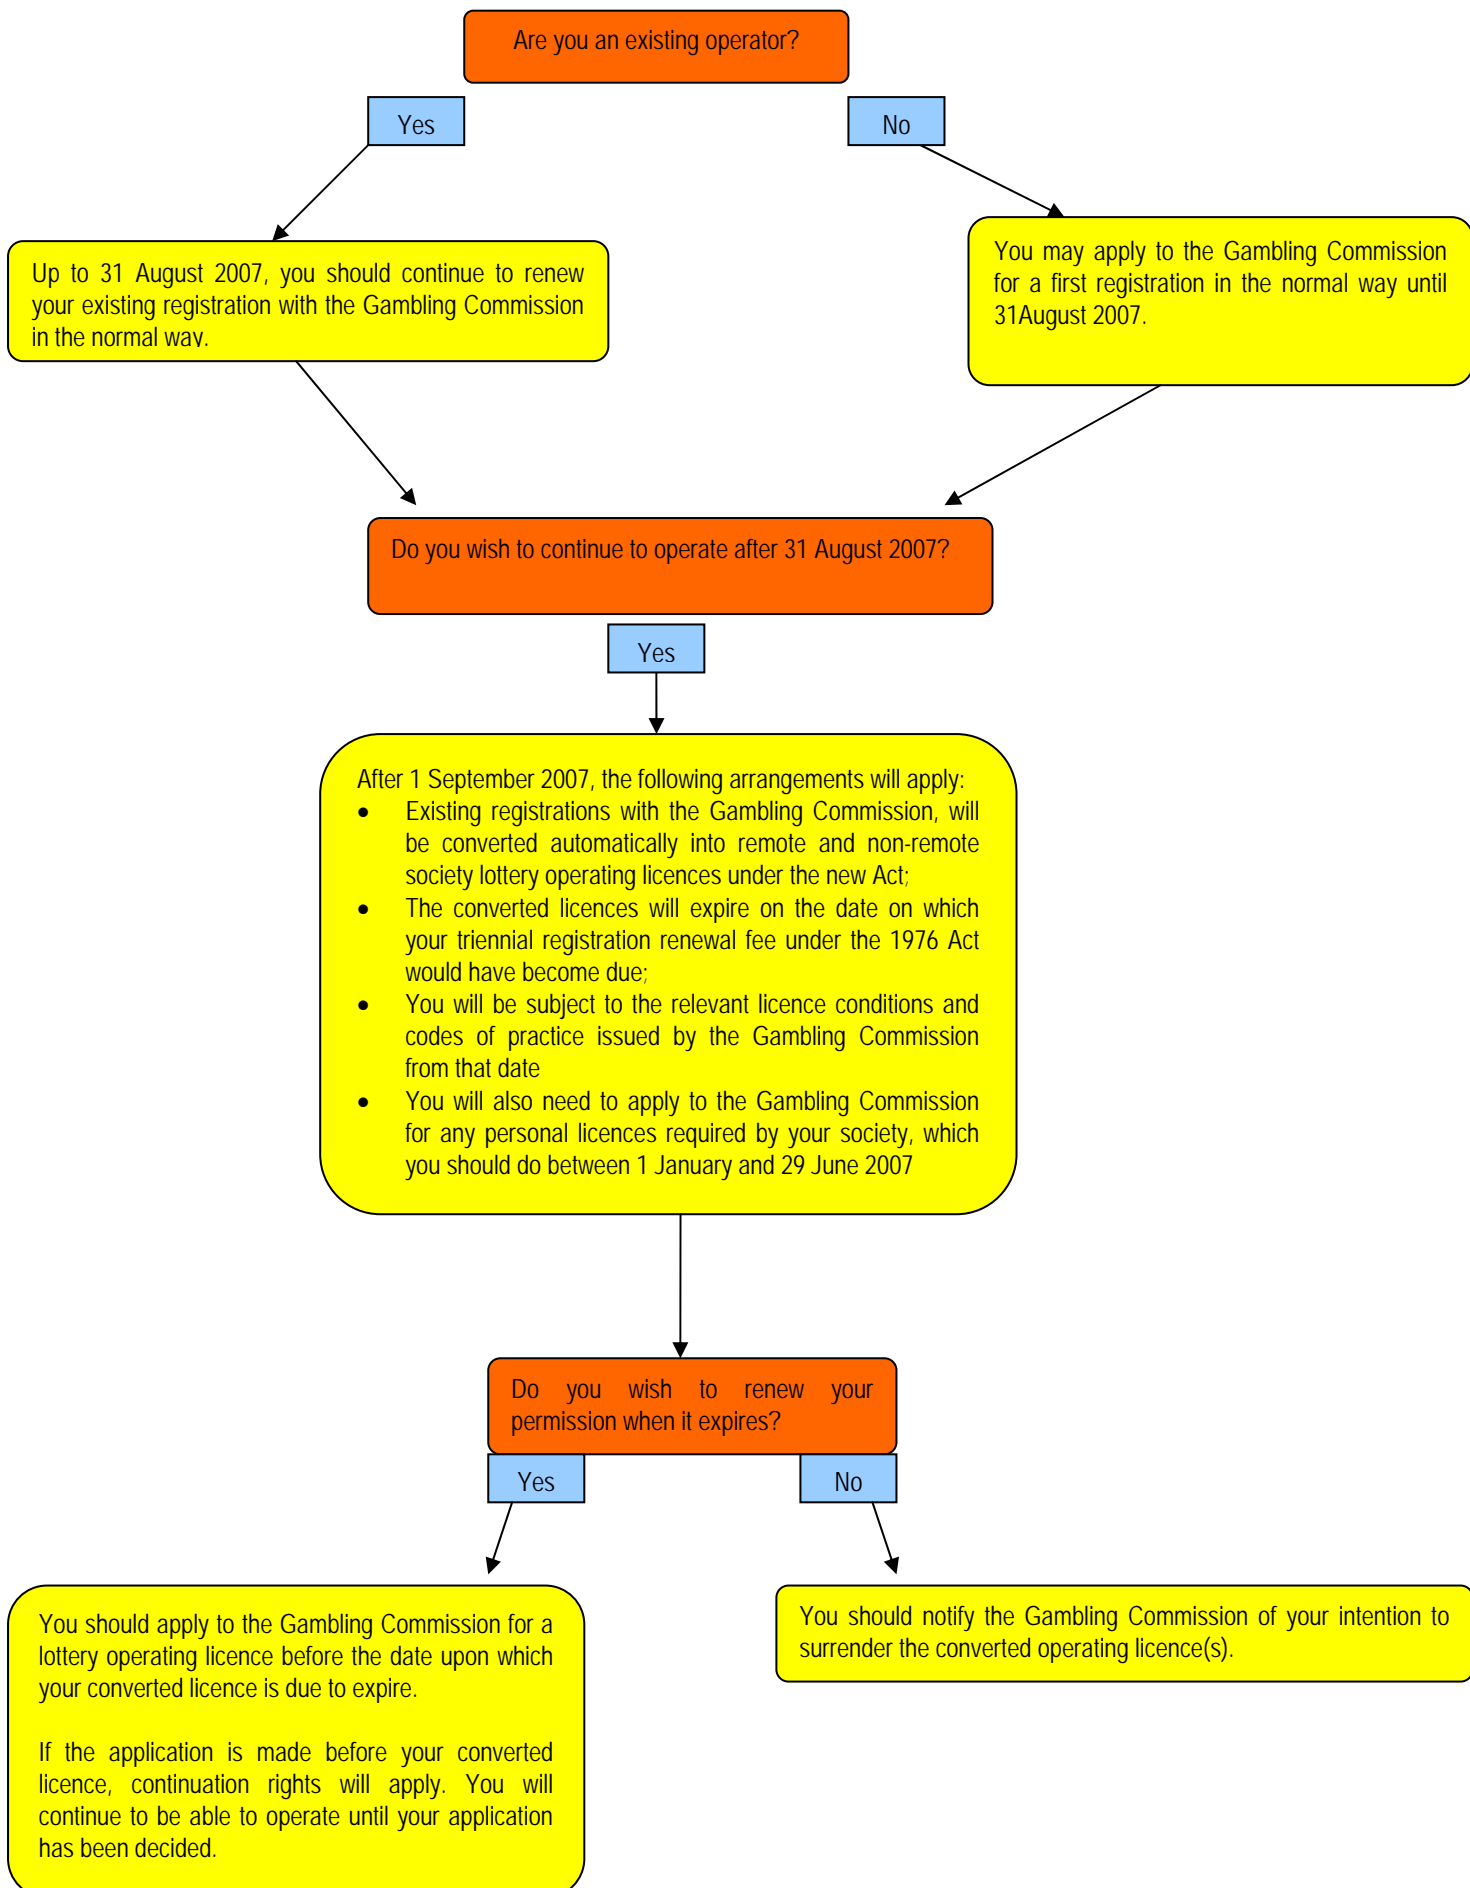 Are you an existing operator?
Yes
No
Up to 31 August 2007, you should continue to renew
your existing registration with the Gambling Commission
in the normal way.
You may apply to the Gambling Commission
for a first registration in the normal way until
31August 2007.
Do you wish to continue to operate after 31 August 2007?
Yes
After 1 September 2007, the following arrangements will apply:
• Existing registrations with the Gambling Commission, will
be converted automatically into remote and non-remote
society lottery operating licences under the new Act;
• The converted licences will expire on the date on which
your triennial registration renewal fee under the 1976 Act
would have become due;
• You will be subject to the relevant licence conditions and
codes of practice issued by the Gambling Commission
from that date
• You will also need to apply to the Gambling Commission
for any personal licences required by your society, which
you should do between 1 January and 29 June 2007
Do you wish to renew your
permission when it expires?
Yes
No
You should apply to the Gambling Commission for a
lottery operating licence before the date upon which
your converted licence is due to expire.
If the application is made before your converted
licence, continuation rights will apply. You will
continue to be able to operate until your application
has been decided.
You should notify the Gambling Commission of your intention to
surrender the converted operating licence(s).